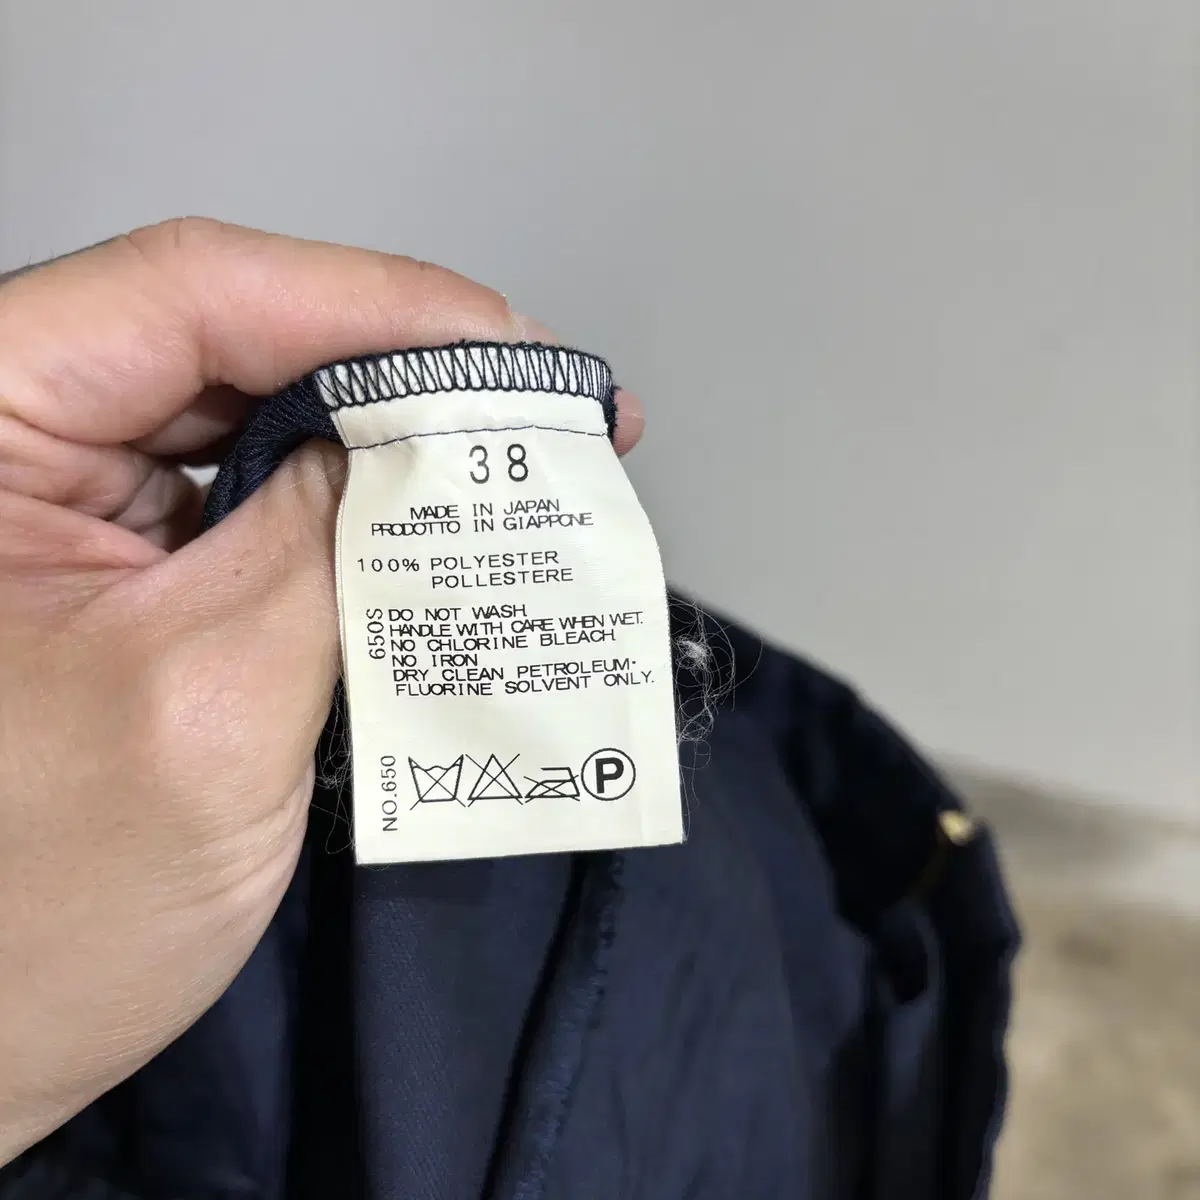 38
MADE IN JAPAN
PRODOTTO IN GIAPPONE
100% POLYESTER
POLLESTERE
650S
DO NOT WASH
HANDLE WITH CARE WHEN WET.
NO CHLORINE BLEACH
NO IRON
DRY CLEAN PETROLEUM·
FLUORINE SOLVENT ONLY.
NO.650
P